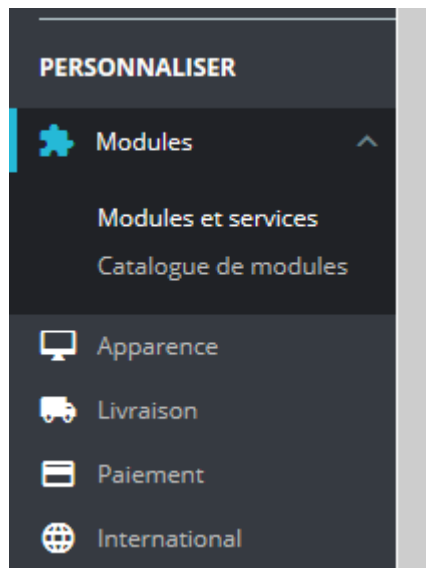 PERSONNALISER
Modules
Modules et services
Catalogue de modules
Apparence
Livraison
Paiement
International